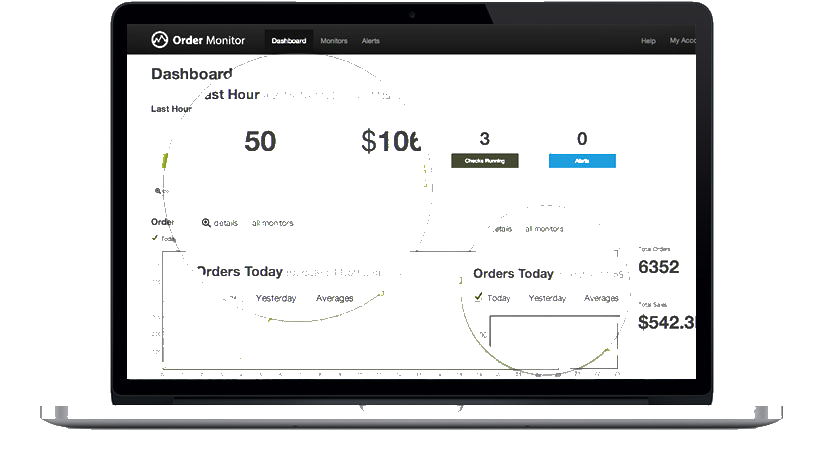 Order Monitor Dashboard Monitors Alerts Help My Acco
Dashboard
Last Hour
ast Hour
50 $106
3
Checks Running
0
Alerts
details all monitors
Order
Today
Orders Today
Yesterday Averages
etails all monitors
Orders Today
Today Yesterday Averages
Total Orders
6352
Total Sales
$542.3